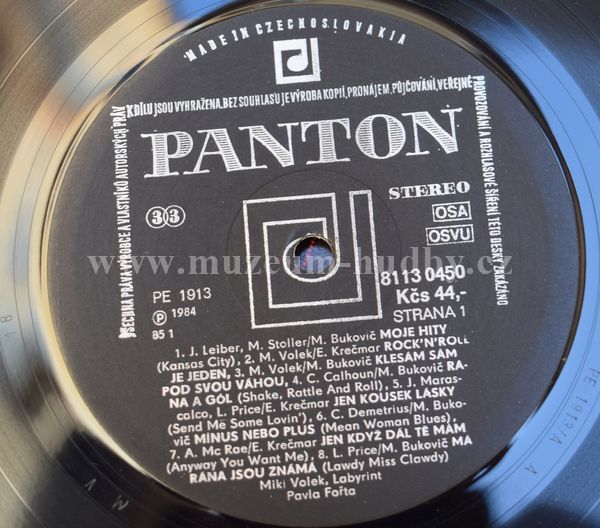 MADE IN CZECHOSLOVAKIA
VŠECHNA PRÁVA VÝROBCE A VLASTNÍKŮ AUTORSKÝCH PRÁV
K DÍLU JSOU VYHRAŽENA. BEZ SOUHLASU JE VÝROBA KOPIÍ, PRONÁJEM, PŮJČOVÁNÍ, VEŘEJNÉ
PROVOZOVÁNÍ A ROZHLASOVÉ ŠÍŘENÍ TÉTO DESKY ZAKÁZÁNO
PANTON
33
STEREO
OSA
OSVU
www.muzeum-hudby.cz
PE 1913
Ⓟ 1984
85 1
8113 0450
Kčs 44,-
STRANA 1
1. J. Leiber, M. Stoller/M. Bukovič MOJE HITY
(Kansas City), 2. M. Volek/E. Krečmar ROCK'N'ROLL
JE JEDEN, 3. M. Volek/M. Bukovič KLESÁM SÁM
POD SVOU VÁHOU, 4. C. Calhoun/M. Bukovič RA-
NA A GÓL (Shake, Rattle And Roll), 5. J. Maras-
calco, L. Price/E. Krečmar JEN KOUSEK LÁSKY
(Send Me Some Lovin'), 6. C. Demetrius/M. Buko-
vič MINUS NEBO PLUS (Mean Woman Blues),
7. A. Mc Rae/E. Krečmar JEN KDYŽ DÁL TĚ MÁM
(Anyway You Want Me), 8. L. Price/M. Bukovič MÁ
RÁNA JSOU ZNÁMÁ (Lawdy Miss Clawdy)
Miki Volek, Labyrint
Pavla Fořta
PE 1913/A A
M V
18